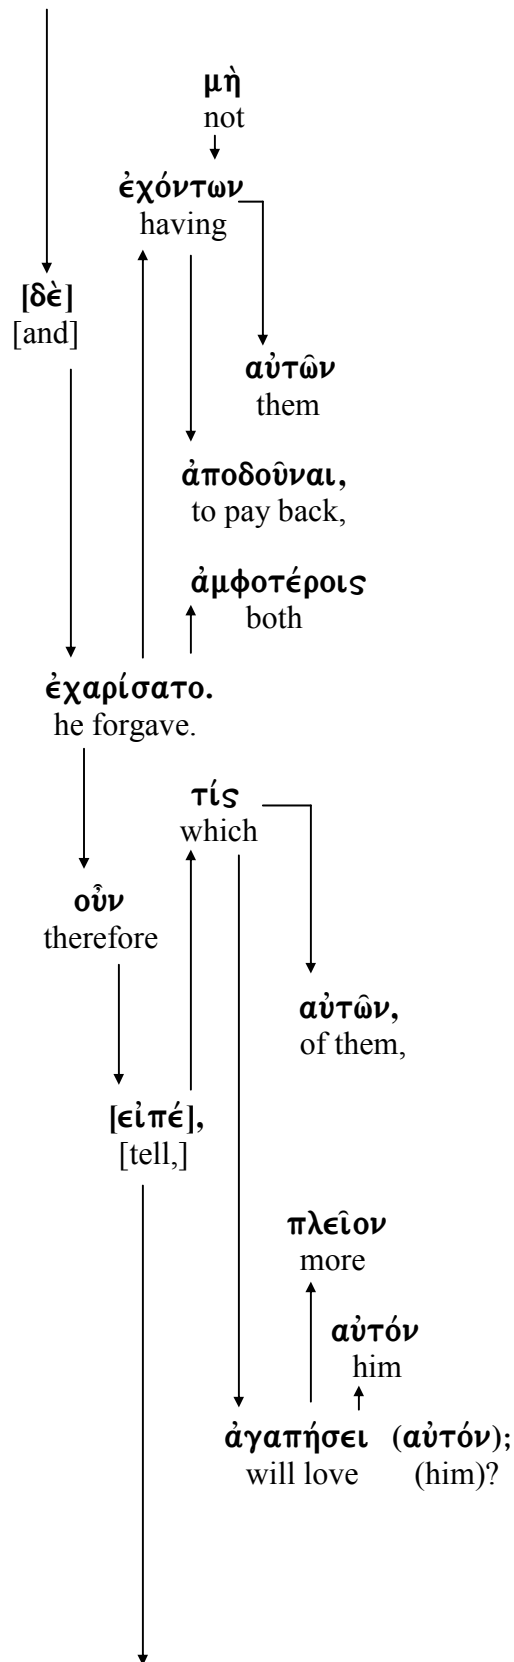 μὴ
not
ἐχόντων
having
[δὲ]
[and]
αὐτῶν
them
ἀποδοῦναι,
to pay back,
ἀμφοτέροις
both
ἐχαρίσατο.
he forgave.
τίς
which
οὖν
therefore
αὐτῶν,
of them,
[εἰπέ],
[tell,]
πλεῖον
more
αὐτόν
him
ἀγαπήσει (αὐτόν);
will love (him)?